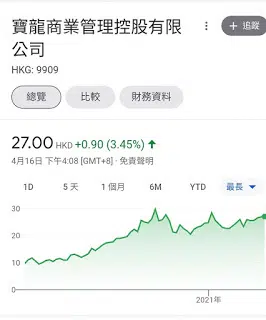 寶龍商業管理控股有限
公司
+ 追蹤
HKG: 9909
總覽 比較 財務資料
27.00 HKD +0.90 (3.45%)
4月16日 下午4:08 [GMT+8] · 免責聲明
1D 5 天 1 個月 6M YTD 最長
30
20
10
0
2021年